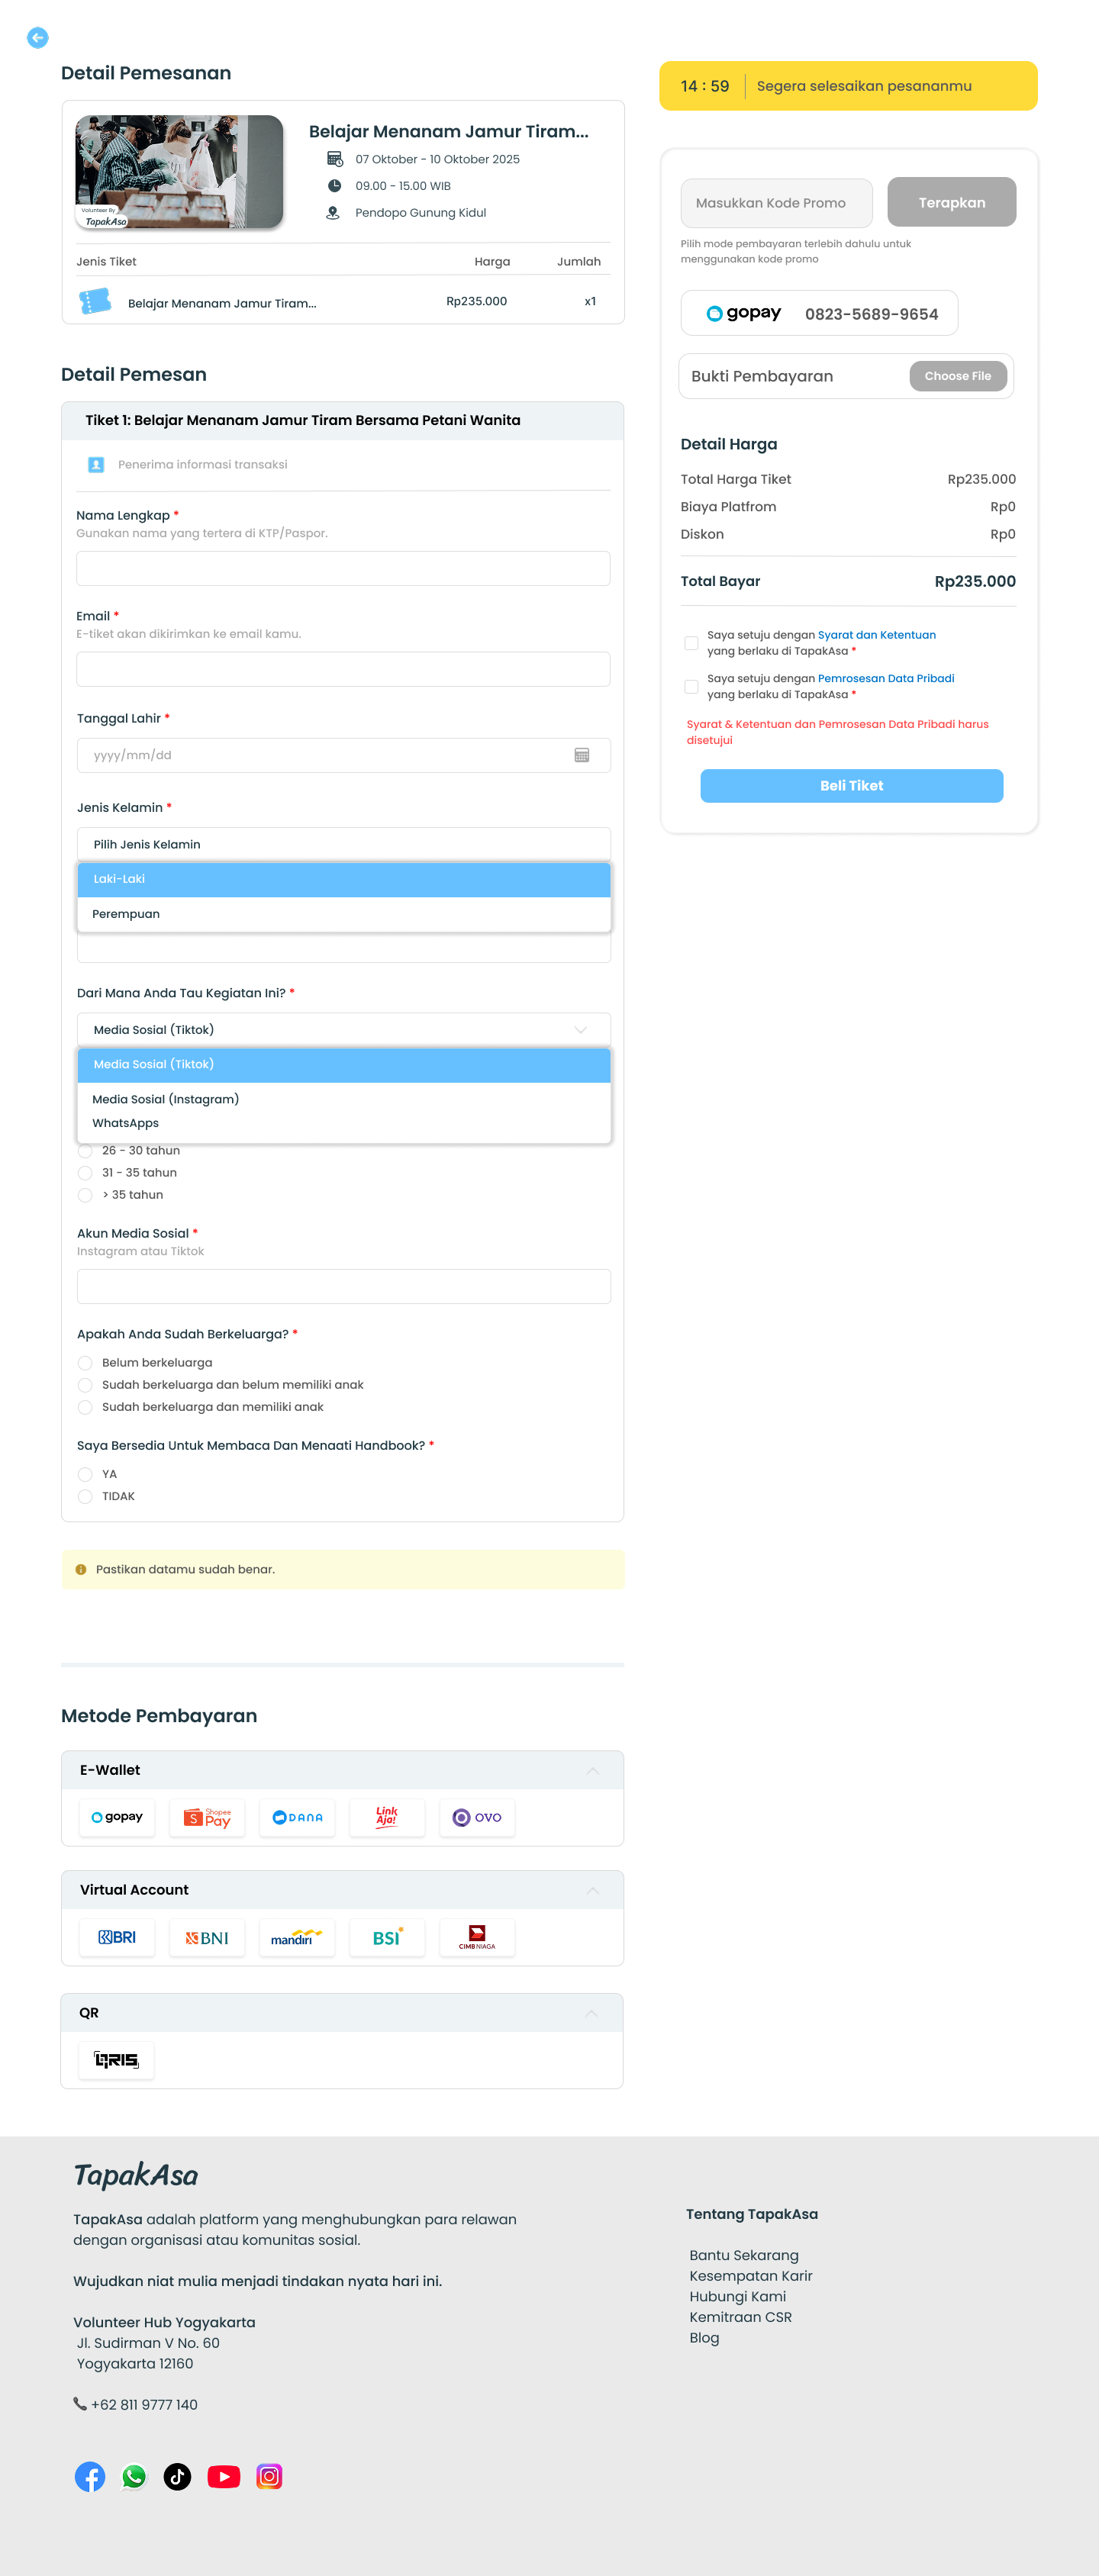 Detail Pemesanan
Volunteer By
TapakAsa
Belajar Menanam Jamur Tiram...
07 Oktober - 10 Oktober 2025
09.00 - 15.00 WIB
Pendopo Gunung Kidul
Jenis Tiket Harga Jumlah
Belajar Menanam Jamur Tiram... Rp235.000 x1
Detail Pemesan
Tiket 1: Belajar Menanam Jamur Tiram Bersama Petani Wanita
Penerima informasi transaksi
Nama Lengkap *
Gunakan nama yang tertera di KTP/Paspor.
Email *
E-tiket akan dikirimkan ke email kamu.
Tanggal Lahir *
yyyy/mm/dd
Jenis Kelamin *
Pilih Jenis Kelamin
Laki-Laki
Perempuan
Dari Mana Anda Tau Kegiatan Ini? *
Media Sosial (Tiktok)
Media Sosial (Tiktok)
Media Sosial (Instagram)
WhatsApps
26 - 30 tahun
31 - 35 tahun
> 35 tahun
Akun Media Sosial *
Instagram atau Tiktok
Apakah Anda Sudah Berkeluarga? *
Belum berkeluarga
Sudah berkeluarga dan belum memiliki anak
Sudah berkeluarga dan memiliki anak
Saya Bersedia Untuk Membaca Dan Menaati Handbook? *
YA
TIDAK
Pastikan datamu sudah benar.
14 : 59 Segera selesaikan pesananmu
Masukkan Kode Promo Terapkan
Pilih mode pembayaran terlebih dahulu untuk
menggunakan kode promo
gopay 0823-5689-9654
Bukti Pembayaran Choose File
Detail Harga
Total Harga Tiket Rp235.000
Biaya Platfrom Rp0
Diskon Rp0
Total Bayar Rp235.000
Saya setuju dengan Syarat dan Ketentuan
yang berlaku di TapakAsa *
Saya setuju dengan Pemrosesan Data Pribadi
yang berlaku di TapakAsa *
Syarat & Ketentuan dan Pemrosesan Data Pribadi harus
disetujui
Beli Tiket
Metode Pembayaran
E-Wallet
gopay Shopee Pay DANA Link Aja! OVO
Virtual Account
BRI BNI mandiri BSI CIMB NIAGA
QR
QRIS
TapakAsa
TapakAsa adalah platform yang menghubungkan para relawan
dengan organisasi atau komunitas sosial.
Wujudkan niat mulia menjadi tindakan nyata hari ini.
Volunteer Hub Yogyakarta
Jl. Sudirman V No. 60
Yogyakarta 12160
+62 811 9777 140
Tentang TapakAsa
Bantu Sekarang
Kesempatan Karir
Hubungi Kami
Kemitraan CSR
Blog